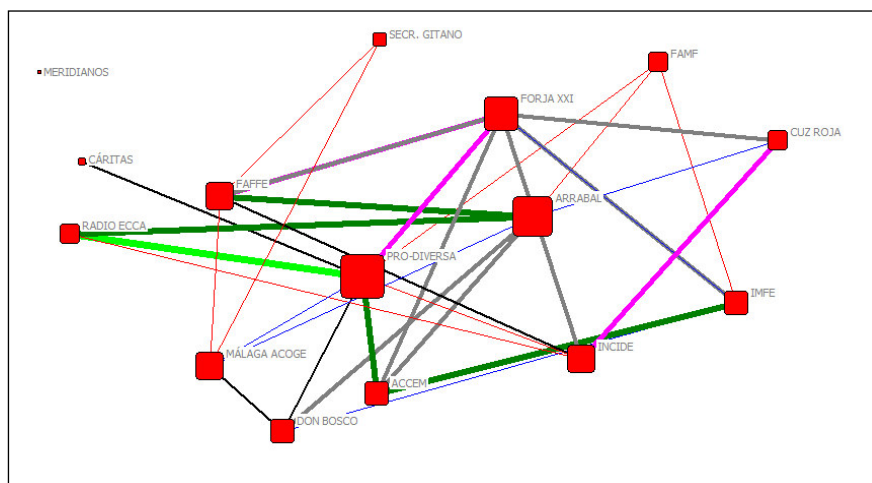 SECR. GITANO
FAMF
MERIDIANOS
FORJA XXI
CUZ ROJA
CÁRITAS
FAFFE
ARRABAL
RADIO ECCA
PRO-DIVERSA
IMFE
MÁLAGA ACOGE
INCIDE
ACCEM
DON BOSCO